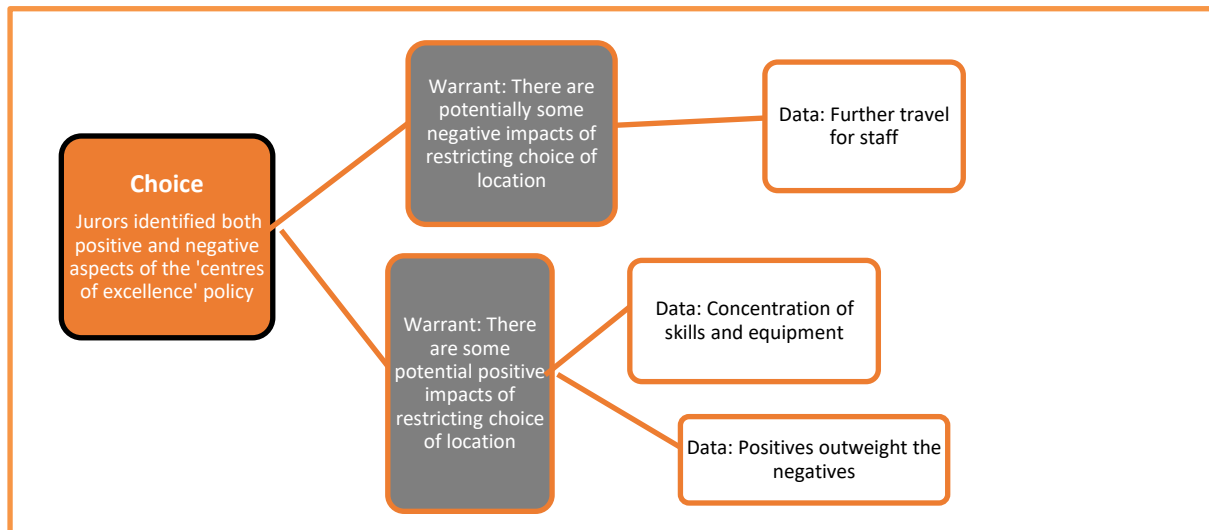 Choice
Jurors identified both
positive and negative
aspects of the 'centres
of excellence' policy
Warrant: There are
potentially some
negative impacts of
restricting choice of
location
Data: Further travel
for staff
Warrant: There
are some
potential positive
impacts of
restricting choice
of location
Data: Concentration of
skills and equipment
Data: Positives outweight the
negatives